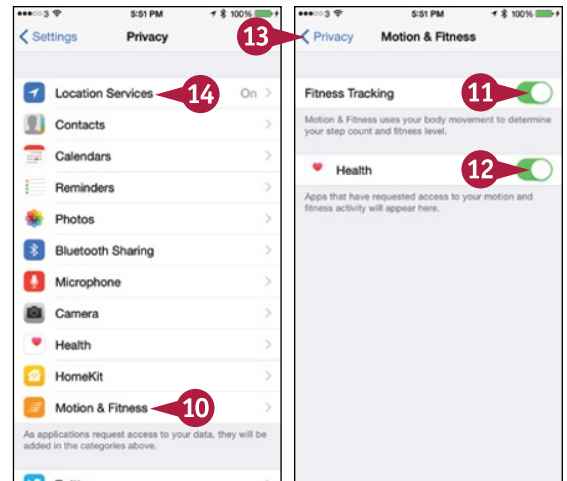 3 5:51 PM 100%
Settings Privacy
Location Services 14 On
Contacts
Calendars
Reminders
Photos
Bluetooth Sharing
Microphone
Camera
Health
HomeKit
Motion & Fitness 10
As applications request access to your data, they will be
added in the categories above.
3 5:51 PM 100%
13 Privacy Motion & Fitness
Fitness Tracking 11
Motion & Fitness uses your body movement to determine
your step count and fitness level.
Health 12
Apps that have requested access to your motion and
fitness activity will appear here.